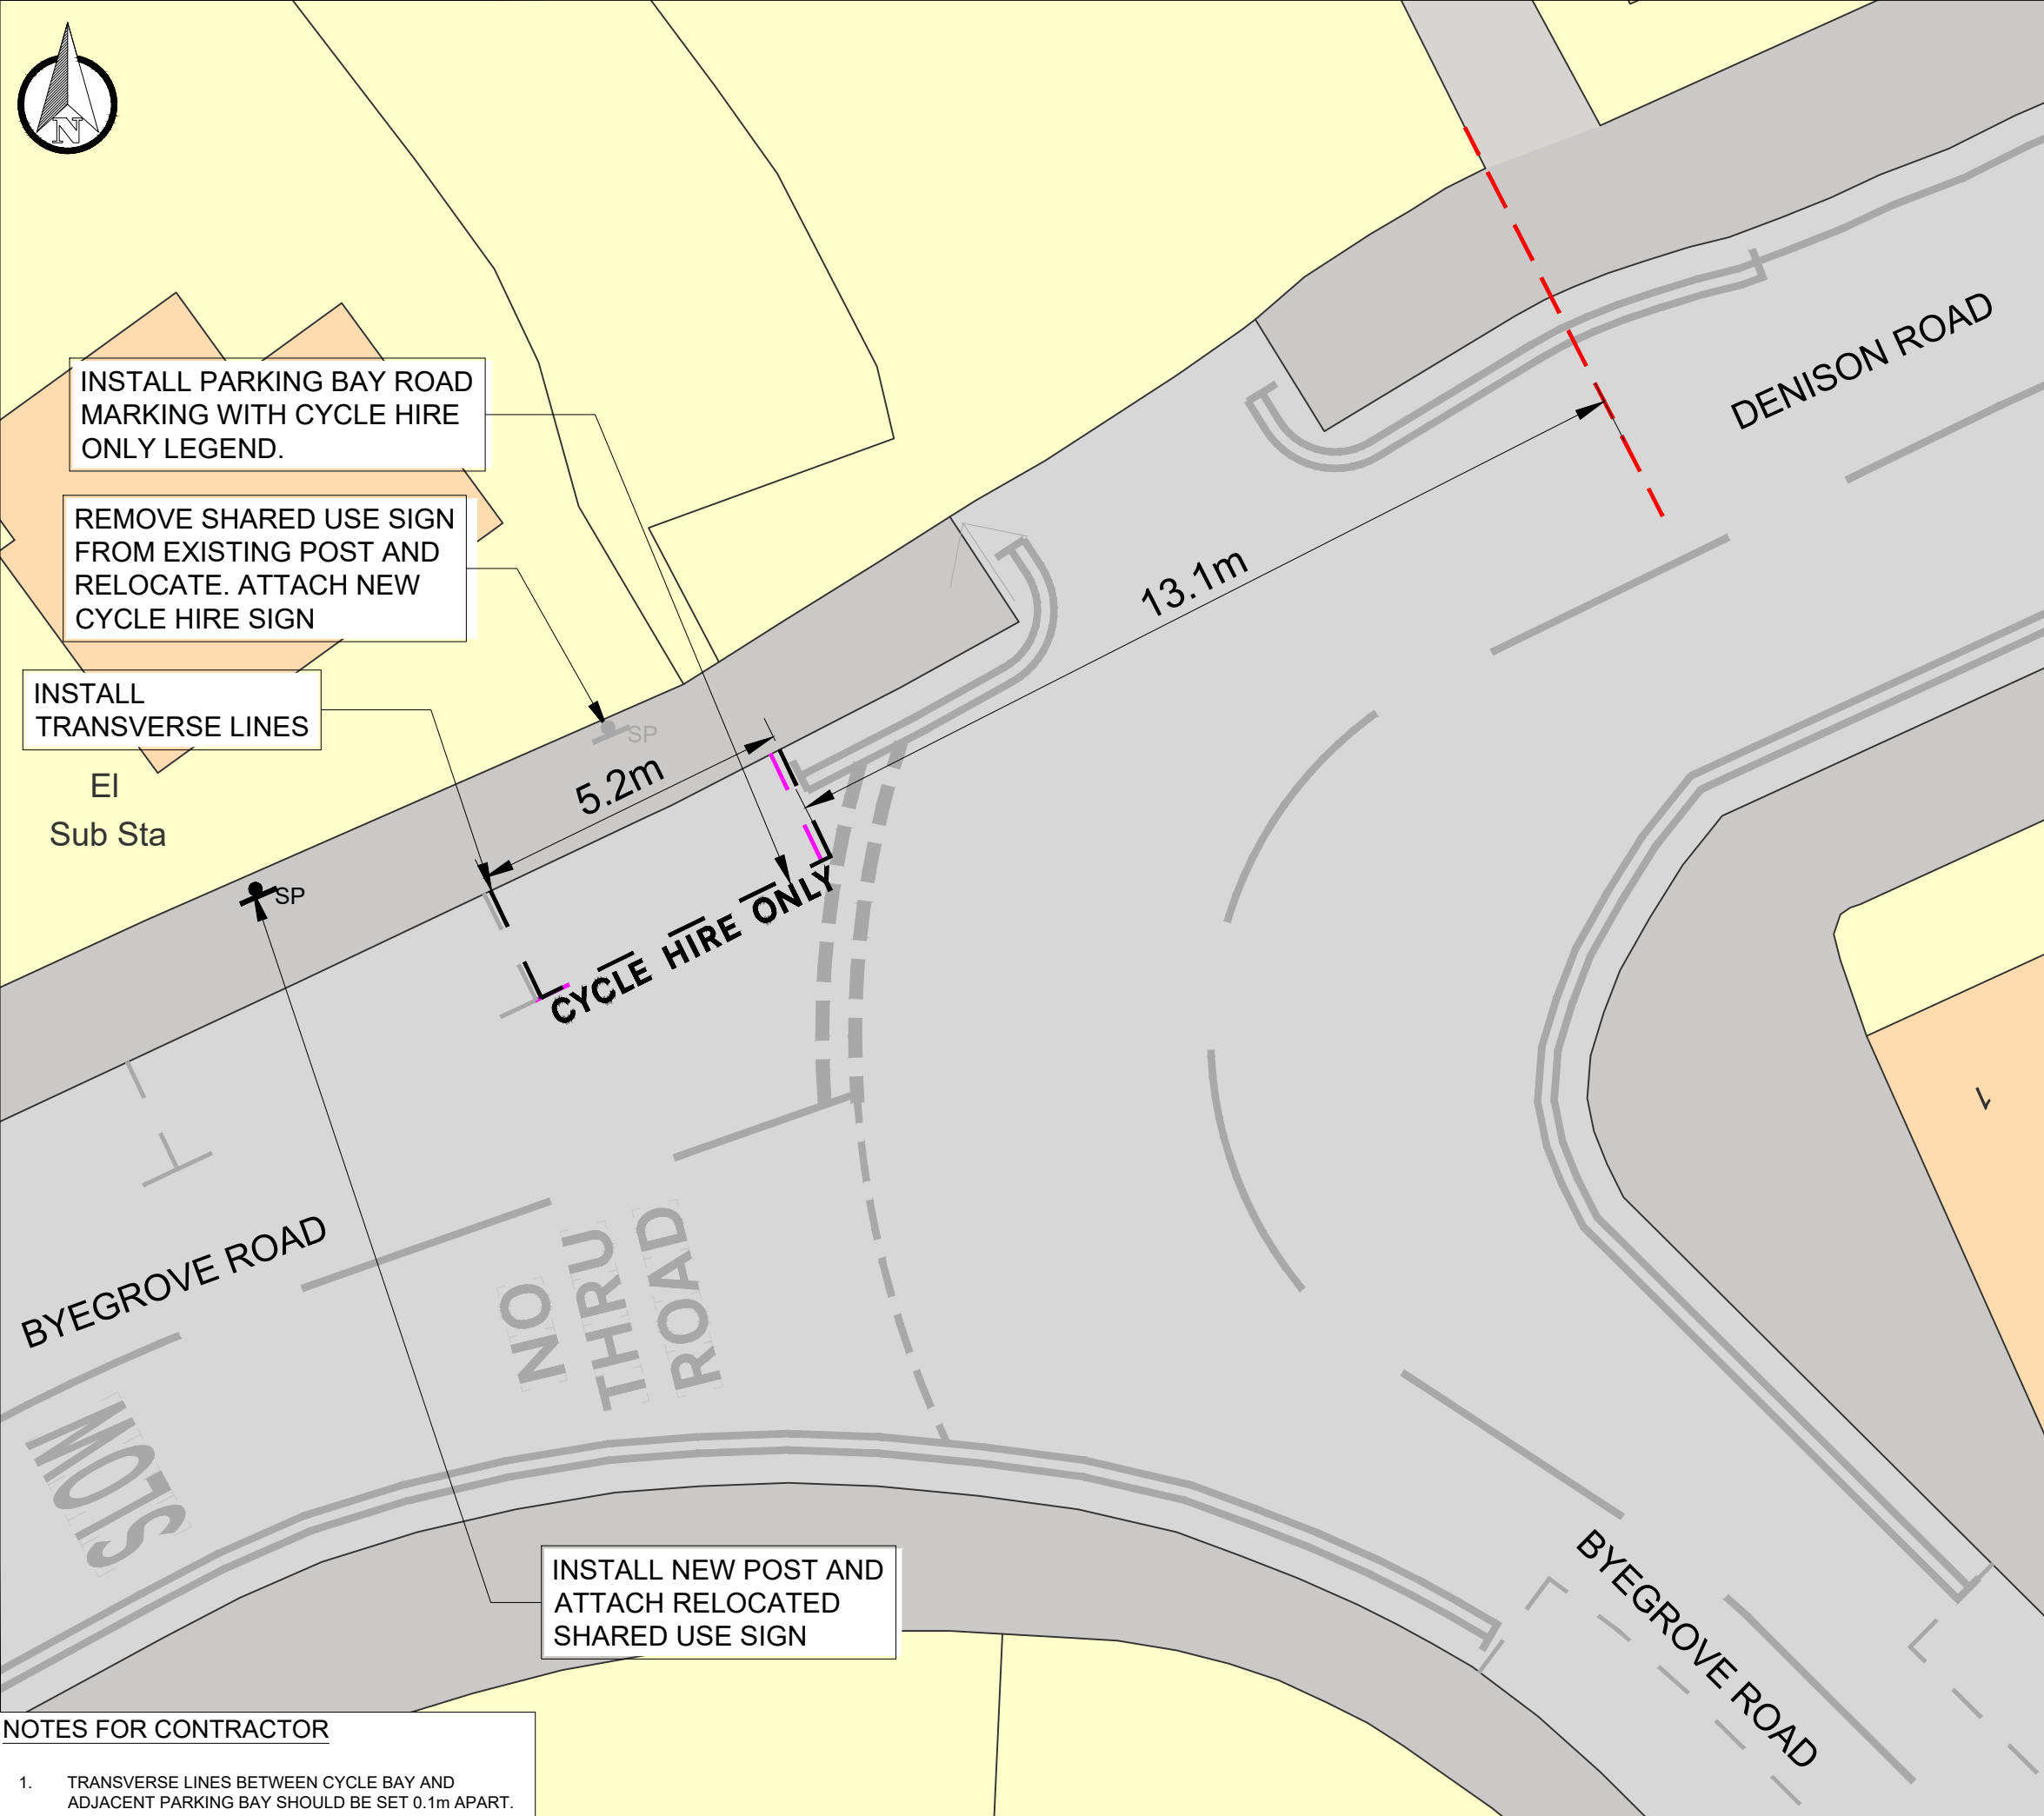 N
INSTALL PARKING BAY ROAD
MARKING WITH CYCLE HIRE
ONLY LEGEND.
REMOVE SHARED USE SIGN
FROM EXISTING POST AND
RELOCATE. ATTACH NEW
CYCLE HIRE SIGN
INSTALL
TRANSVERSE LINES
El
Sub Sta
SP
SP
5.2m
13.1m
DENISON ROAD
CYCLE HIRE ONLY
BYEGROVE ROAD
NO
THRU
ROAD
SLOW
INSTALL NEW POST AND
ATTACH RELOCATED
SHARED USE SIGN
BYEGROVE ROAD
NOTES FOR CONTRACTOR
1. TRANSVERSE LINES BETWEEN CYCLE BAY AND
ADJACENT PARKING BAY SHOULD BE SET 0.1m APART.